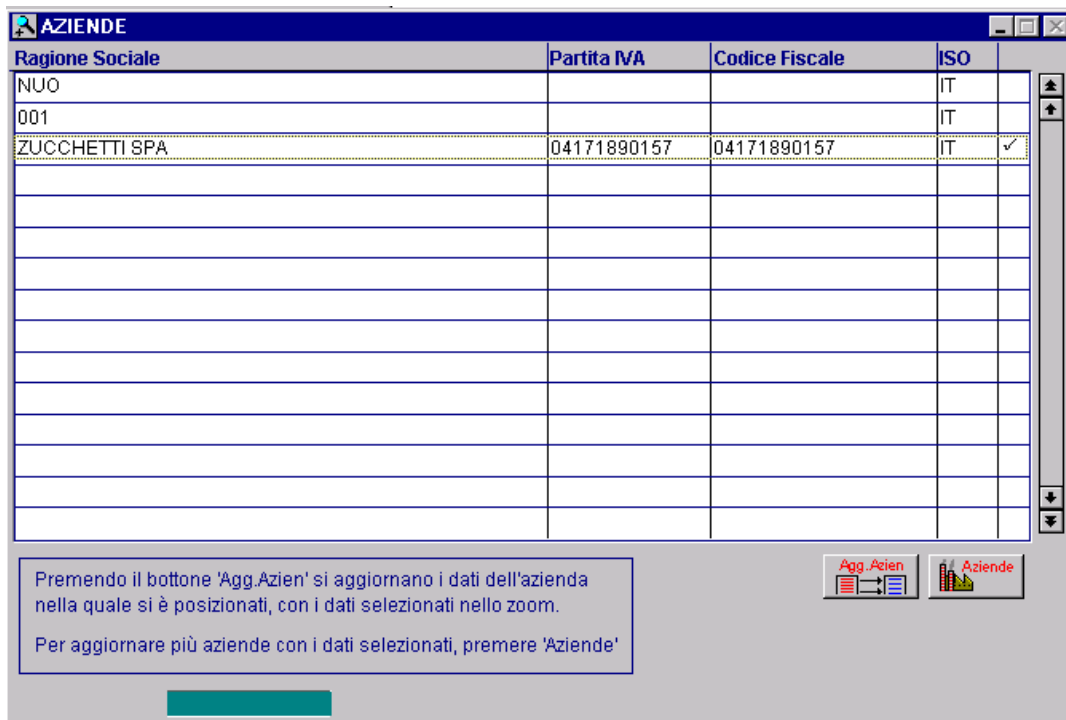 AZIENDE
Ragione Sociale Partita IVA Codice Fiscale ISO
NUO IT
001 IT
ZUCCHETTI SPA 04171890157 04171890157 IT ✓
Agg.Azien Aziende
Premendo il bottone 'Agg.Azien' si aggiornano i dati dell'azienda
nella quale si è posizionati, con i dati selezionati nello zoom.
Per aggiornare più aziende con i dati selezionati, premere 'Aziende'